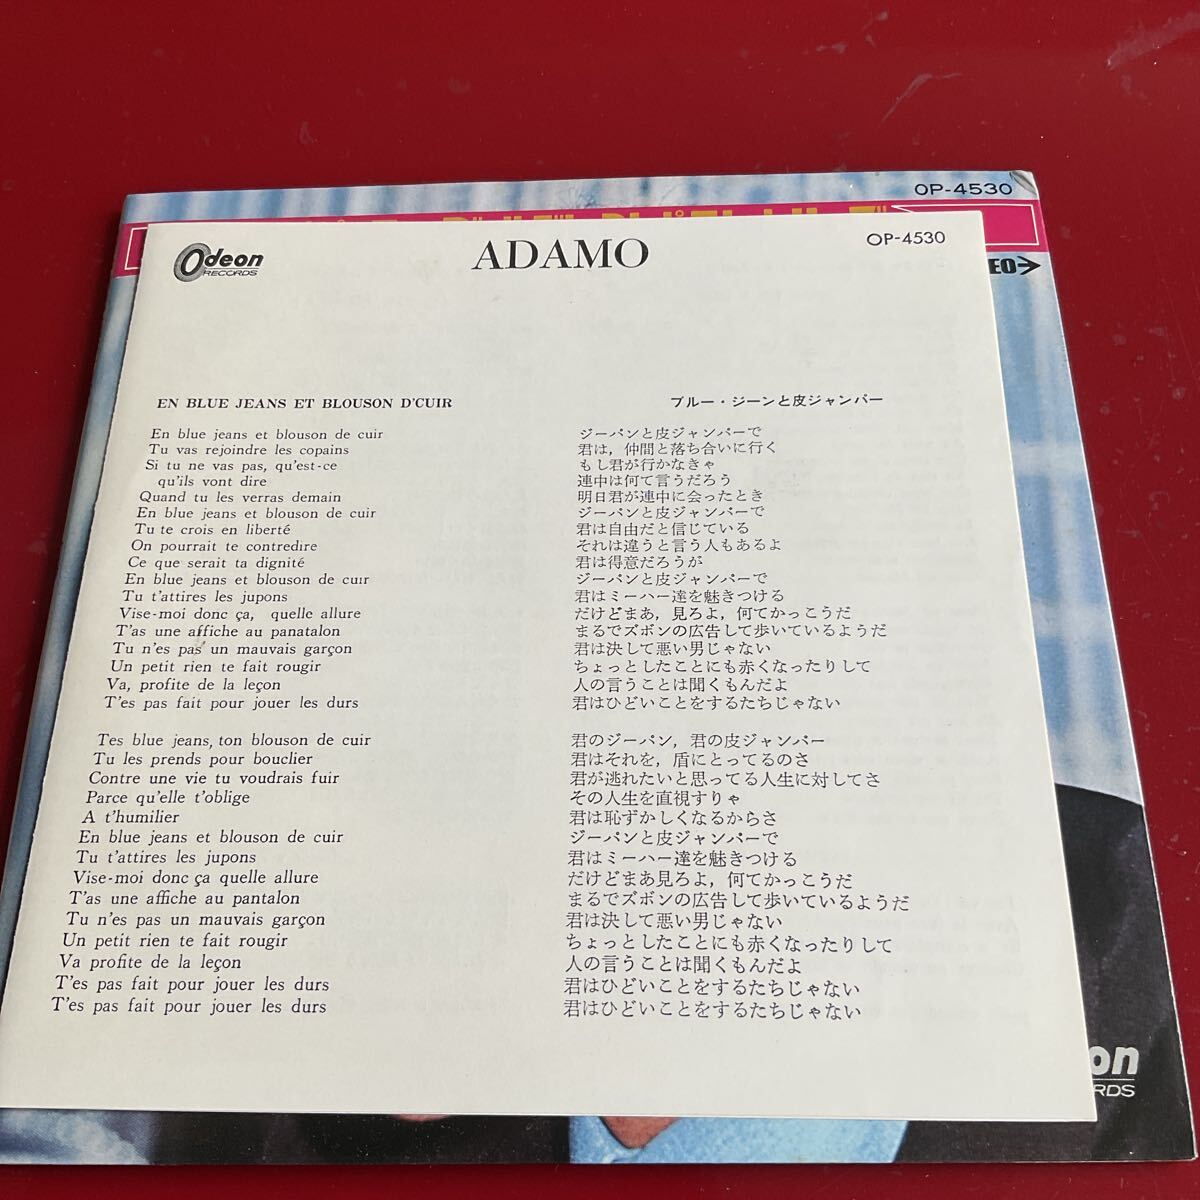 OP-4530
EO
Odeon
RECORDS
ADAMO
OP-4530
EN BLUE JEANS ET BLOUSON D'CUIR
En blue jeans et blouson de cuir
Tu vas rejoindre les copains
Si tu ne vas pas, qu'est-ce
qu'ils vont dire
Quand tu les verras demain
En blue jeans et blouson de cuir
Tu te crois en liberté
On pourrait te contredire
Ce que serait ta dignité
En blue jeans et blouson de cuir
Tu t'attires les jupons
Vise-moi donc ça, quelle allure
T'as une affiche au panatalon
Tu n'es pas un mauvais garçon
Un petit rien te fait rougir
Va, profite de la leçon
T'es pas fait pour jouer les durs
Tes blue jeans, ton blouson de cuir
Tu les prends pour bouclier
Contre une vie tu voudrais fuir
Parce qu'elle t'oblige
A t'humilier
En blue jeans et blouson de cuir
Tu t'attires les jupons
Vise-moi donc ça quelle allure
T'as une affiche au pantalon
Tu n'es pas un mauvais garçon
Un petit rien te fait rougir
Va profite de la leçon
T'es pas fait pour jouer les durs
T'es pas fait pour jouer les durs
ブルー・ジーンと皮ジャンパー
ジーパンと皮ジャンパーで
君は，仲間と落ち合いに行く
もし君が行かなきゃ
連中は何て言うだろう
明日君が連中に会ったとき
ジーパンと皮ジャンパーで
君は自由だと信じている
それは違うと言う人もあるよ
君は得意だろうが
ジーパンと皮ジャンパーで
君はミーハー達を魅きつける
だけどまあ，見ろよ，何てかっこうだ
まるでズボンの広告して歩いているようだ
君は決して悪い男じゃない
ちょっとしたことにも赤くなったりして
人の言うことは聞くもんだよ
君はひどいことをするたちじゃない
君のジーパン，君の皮ジャンパー
君はそれを，盾にとってるのさ
君が逃れたいと思ってる人生に対してさ
その人生を直視すりゃ
君は恥ずかしくなるからさ
ジーパンと皮ジャンパーで
君はミーハー達を魅きつける
だけどまあ見ろよ，何てかっこうだ
まるでズボンの広告して歩いているようだ
君は決して悪い男じゃない
ちょっとしたことにも赤くなったりして
人の言うことは聞くもんだよ
君はひどいことをするたちじゃない
君はひどいことをするたちじゃない
on
RDS